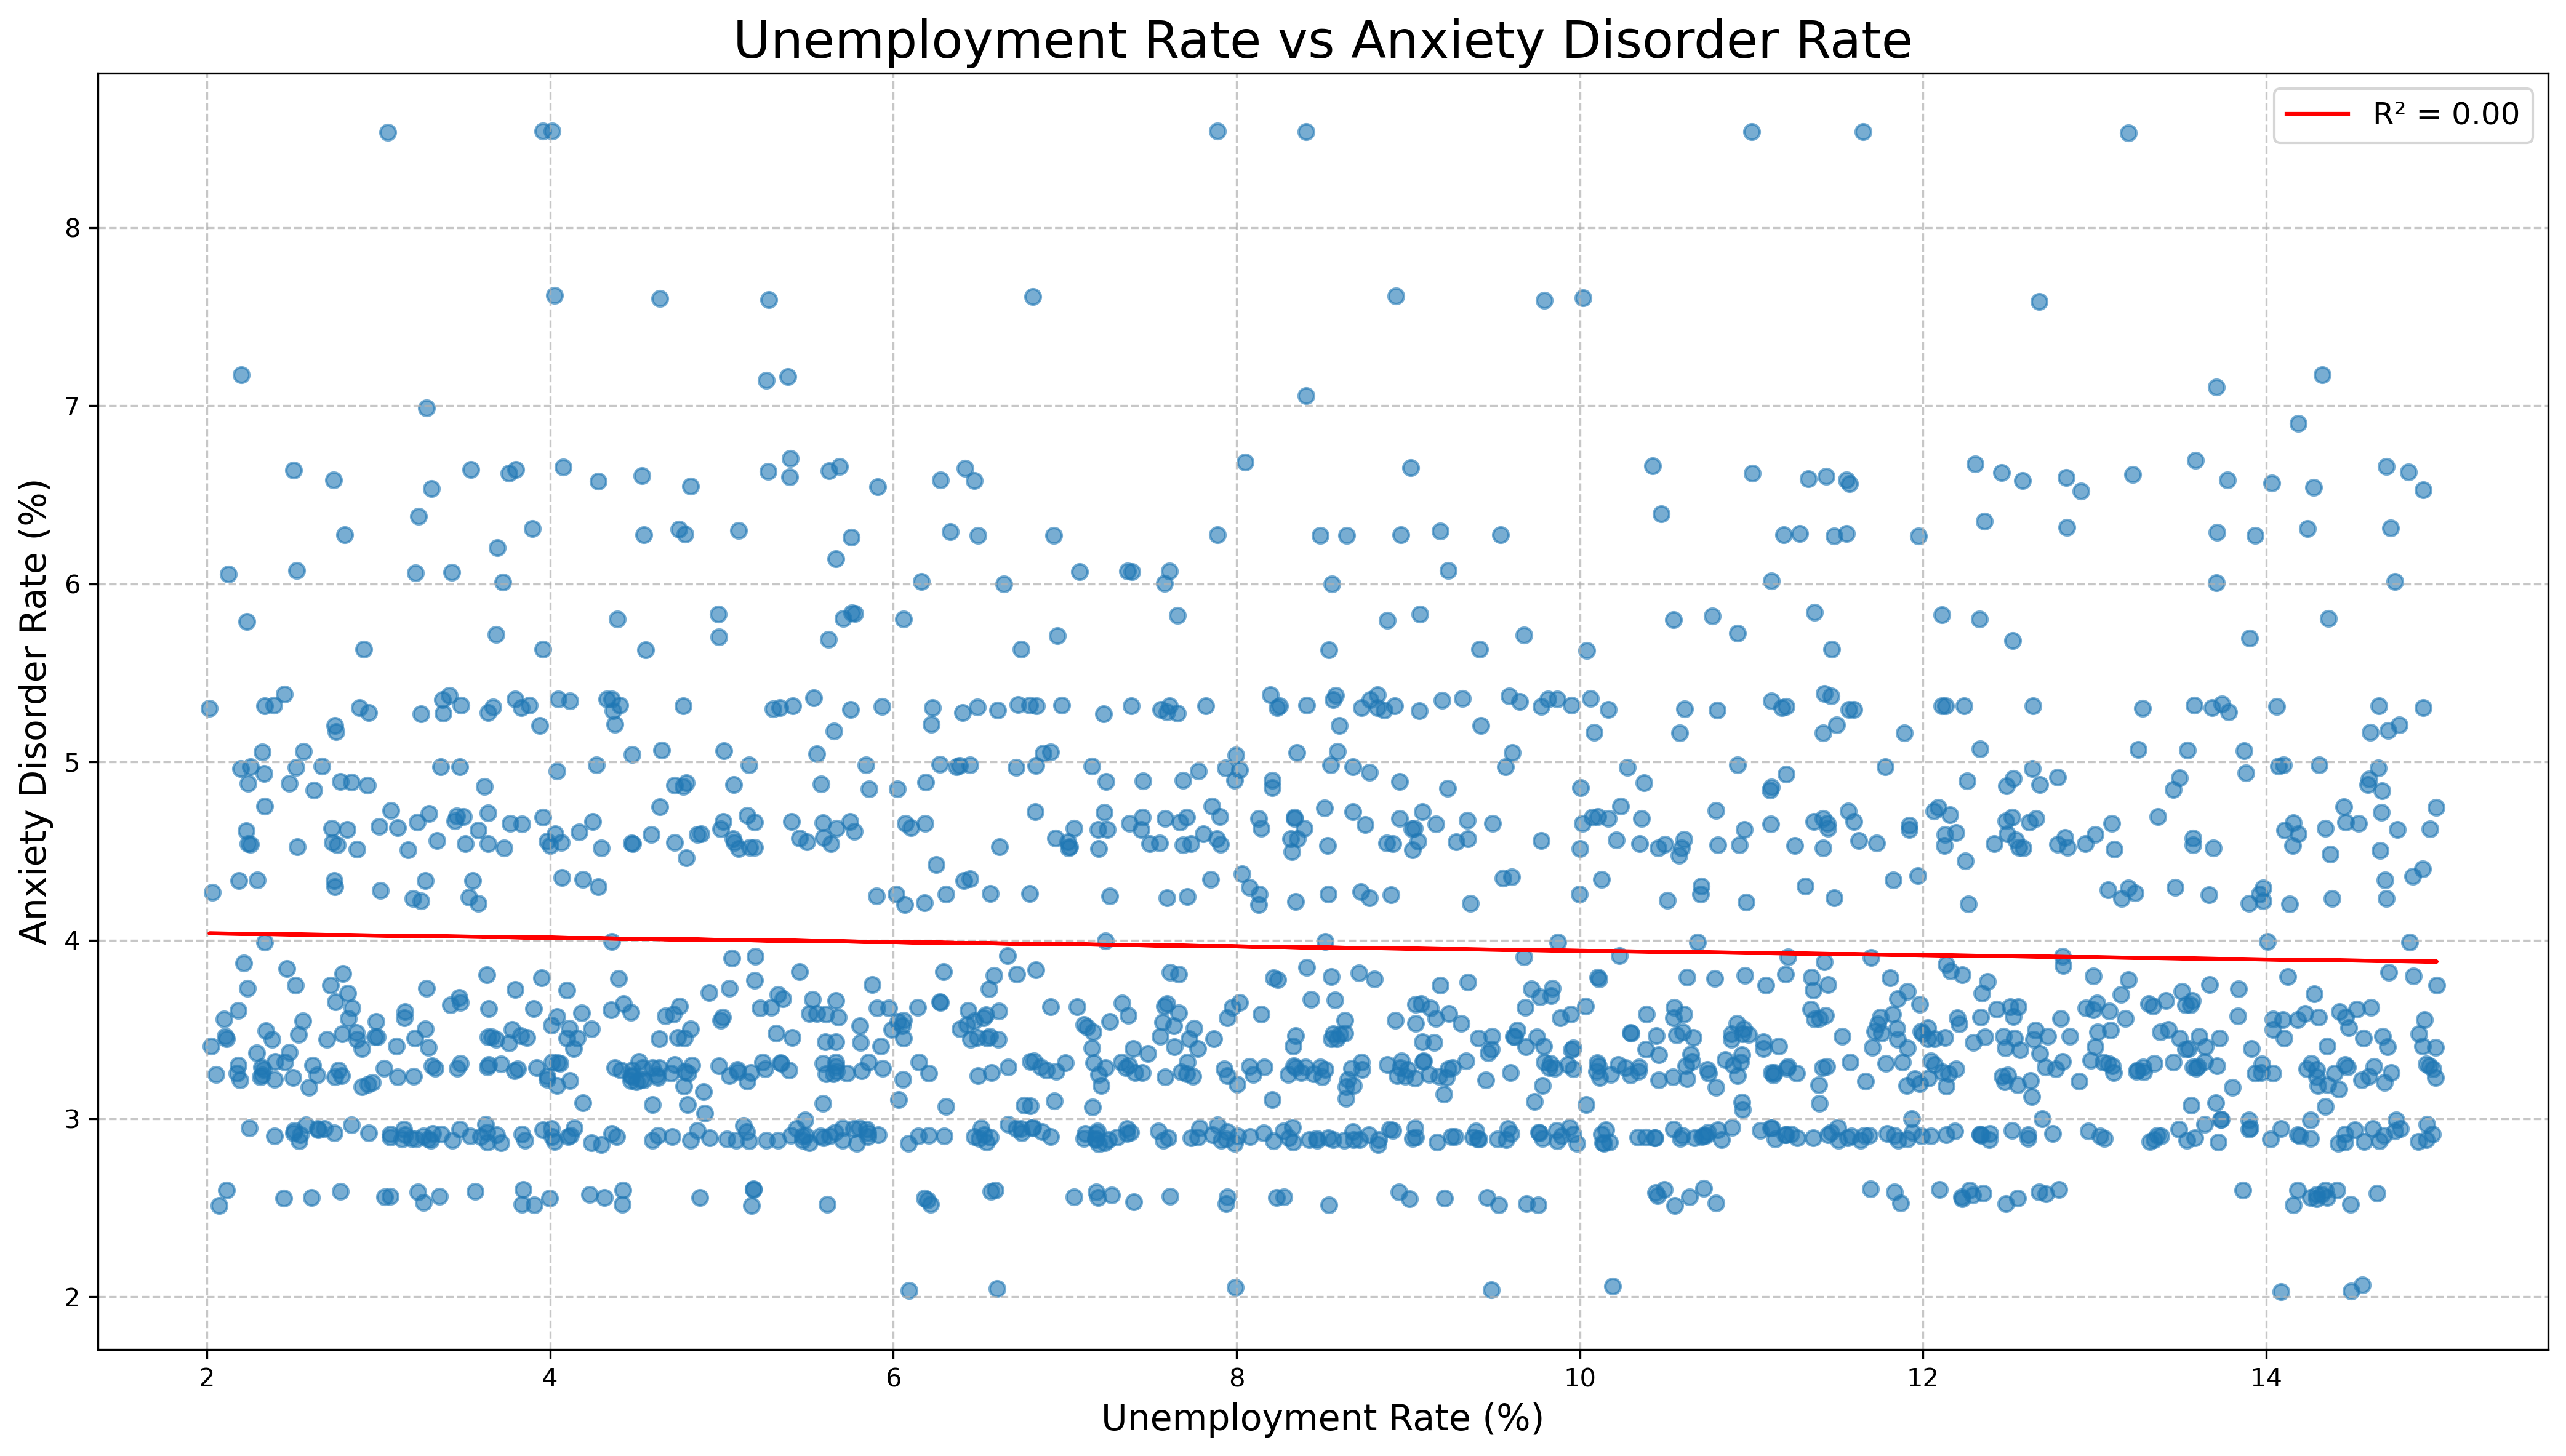 Unemployment Rate vs Anxiety Disorder Rate
R² = 0.00
Anxiety Disorder Rate (%)
8
7
6
5
4
3
2
2 4 6 8 10 12 14
Unemployment Rate (%)